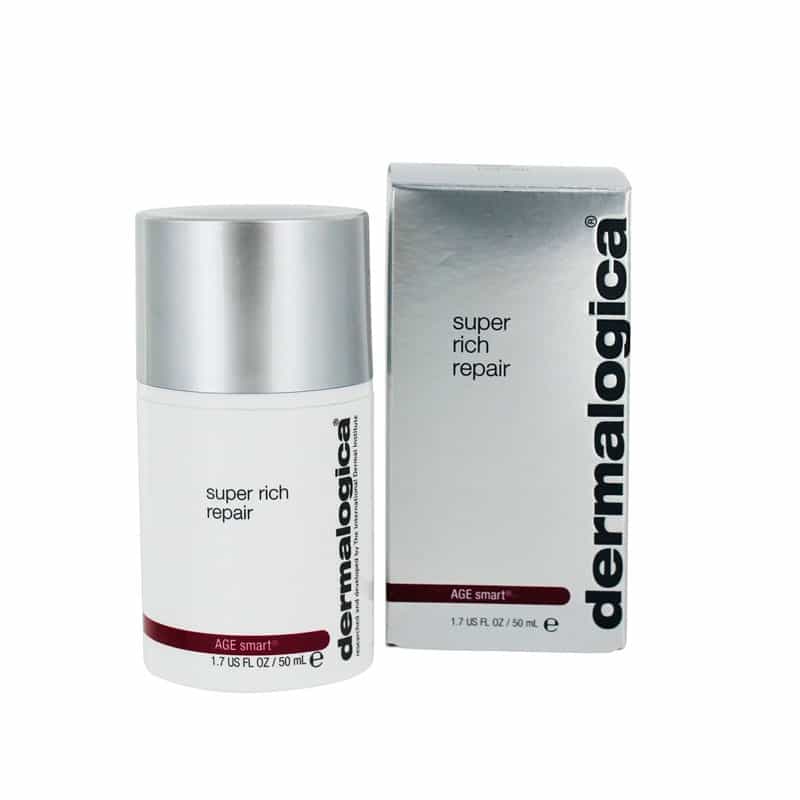 super rich
repair
dermalogica®
researched and developed by The International Dermal Institute
AGE smart®
1.7 US FL OZ / 50 mL ℮
super
rich
repair
dermalogica®
AGE smart®
1.7 US FL OZ / 50 mL ℮